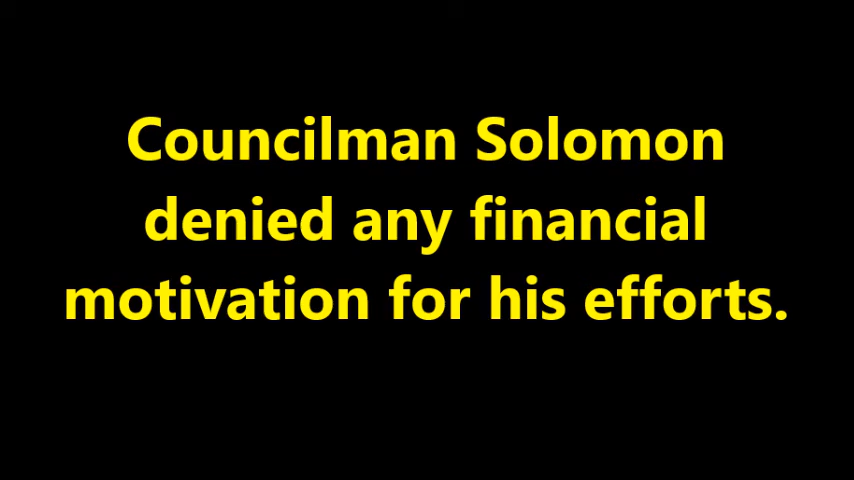 Councilman Solomon
denied any financial
motivation for his efforts.